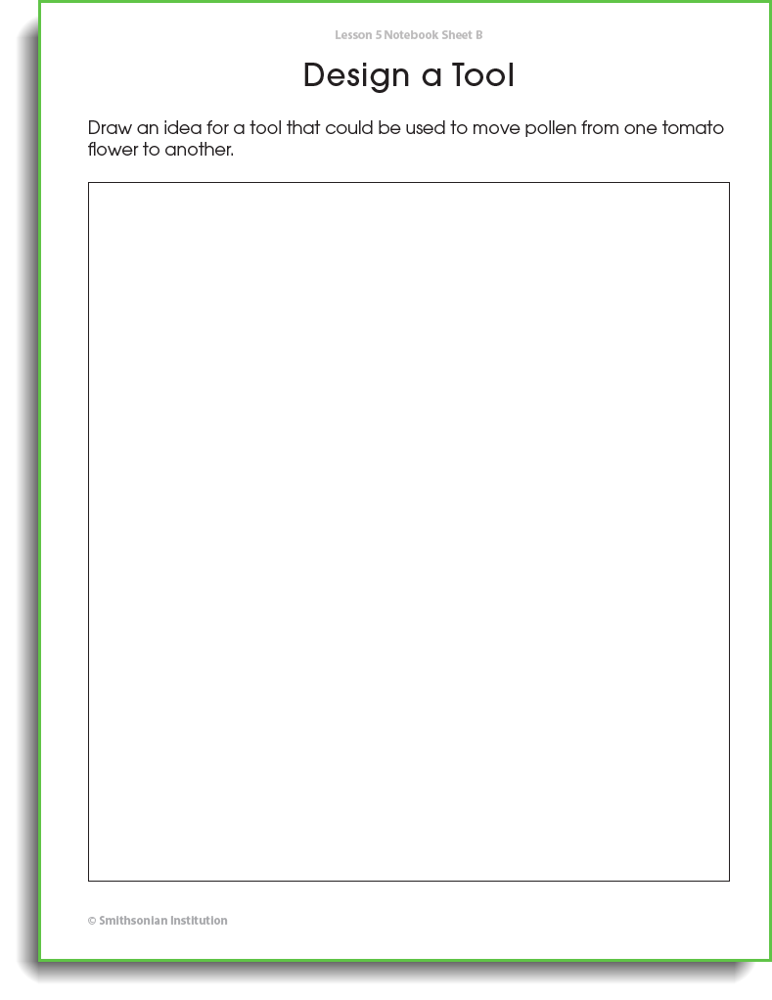 Lesson 5 Notebook Sheet B
Design a Tool
Draw an idea for a tool that could be used to move pollen from one tomato
flower to another.
© Smithsonian Institution